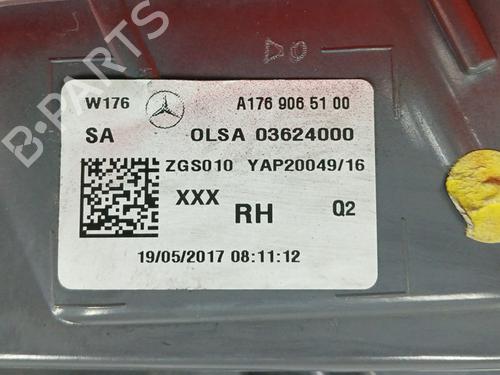 B-PARTS
W176 A176 906 51 00
SA OLSA 03624000
ZGS010 YAP20049/16
XXX RH Q2
19/05/2017 08:11:12